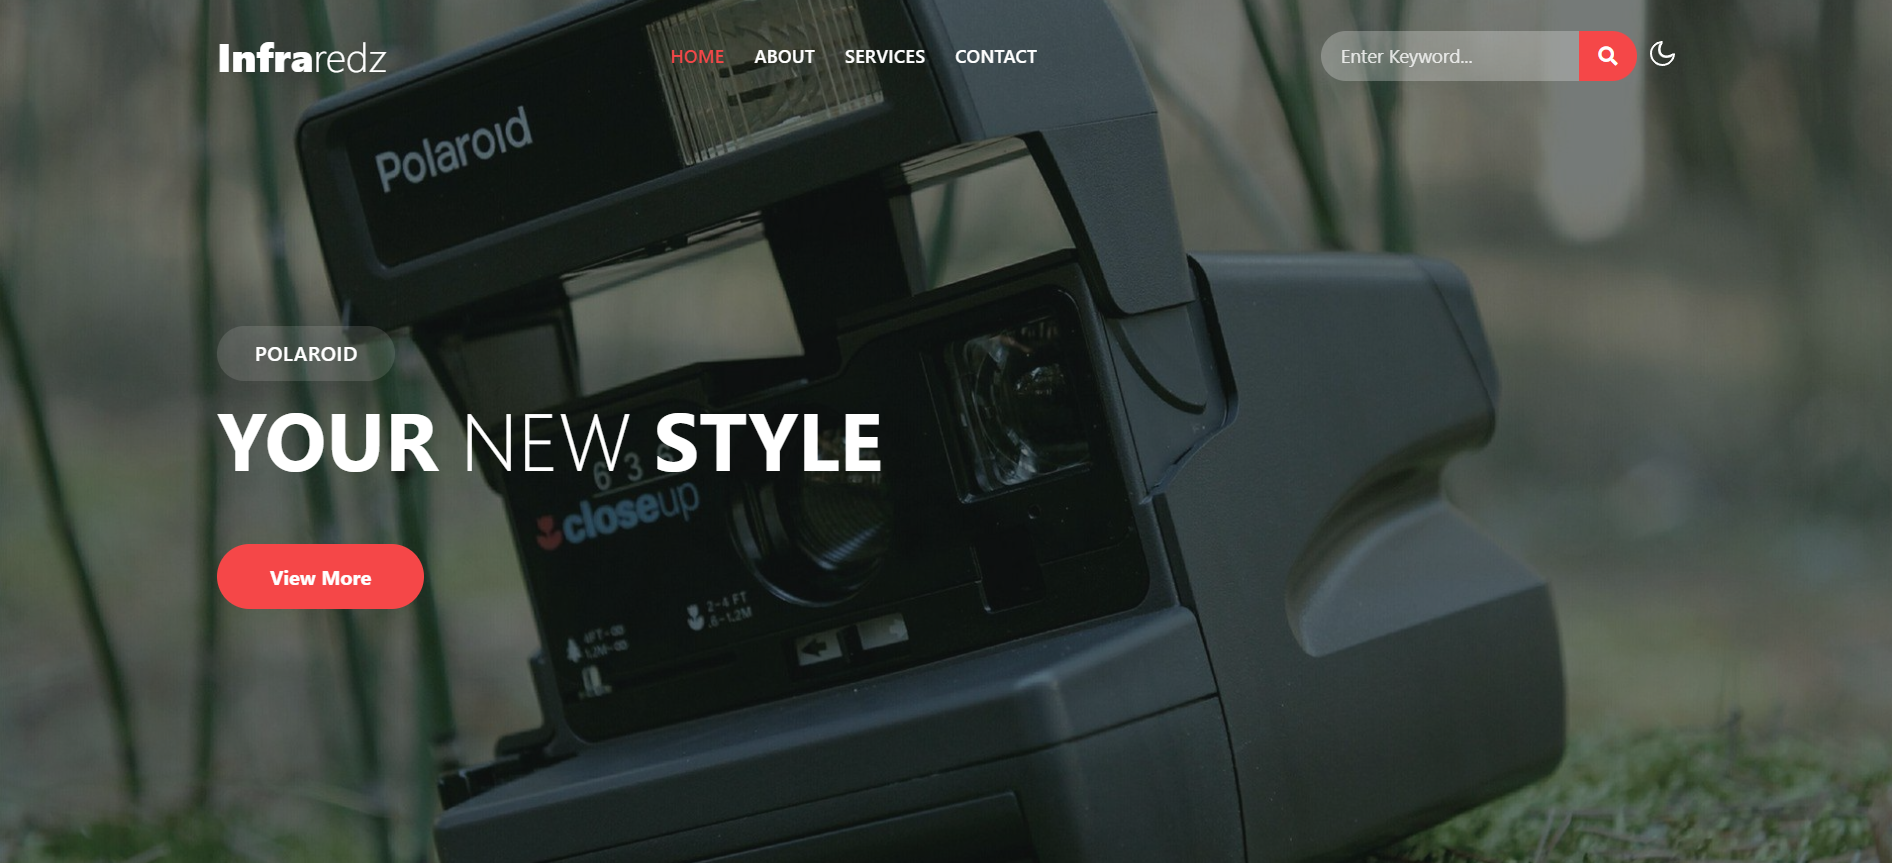 Infraredz
HOME ABOUT SERVICES CONTACT
Enter Keyword...
Polaroid
POLAROID
YOUR NEW STYLE
636
closeup
View More
2-4 FT
.6-1.2M
4FT-∞
1.2M-∞